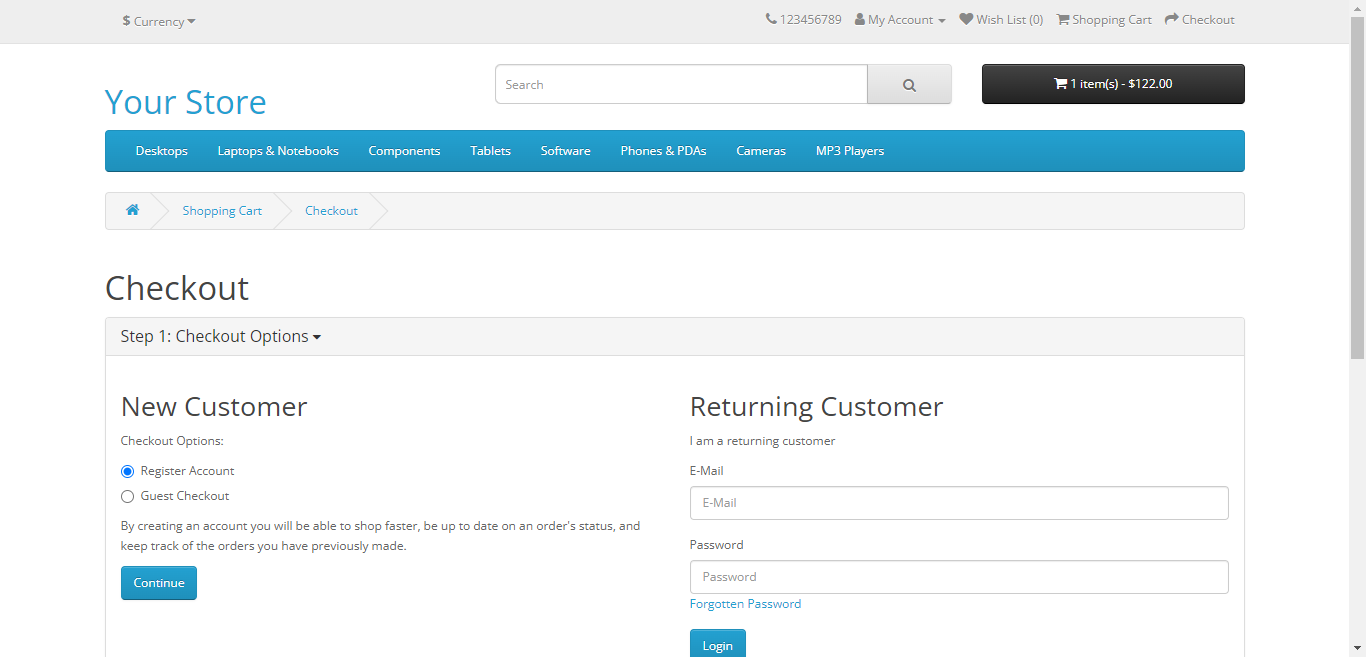 $ Currency
123456789 My Account Wish List (0) Shopping Cart Checkout
Your Store
Search
1 item(s) - $122.00
Desktops Laptops & Notebooks Components Tablets Software Phones & PDAs Cameras MP3 Players
Shopping Cart Checkout
Checkout
Step 1: Checkout Options
New Customer
Checkout Options:
Register Account
Guest Checkout
By creating an account you will be able to shop faster, be up to date on an order's status, and
keep track of the orders you have previously made.
Continue
Returning Customer
I am a returning customer
E-Mail
E-Mail
Password
Password
Forgotten Password
Login